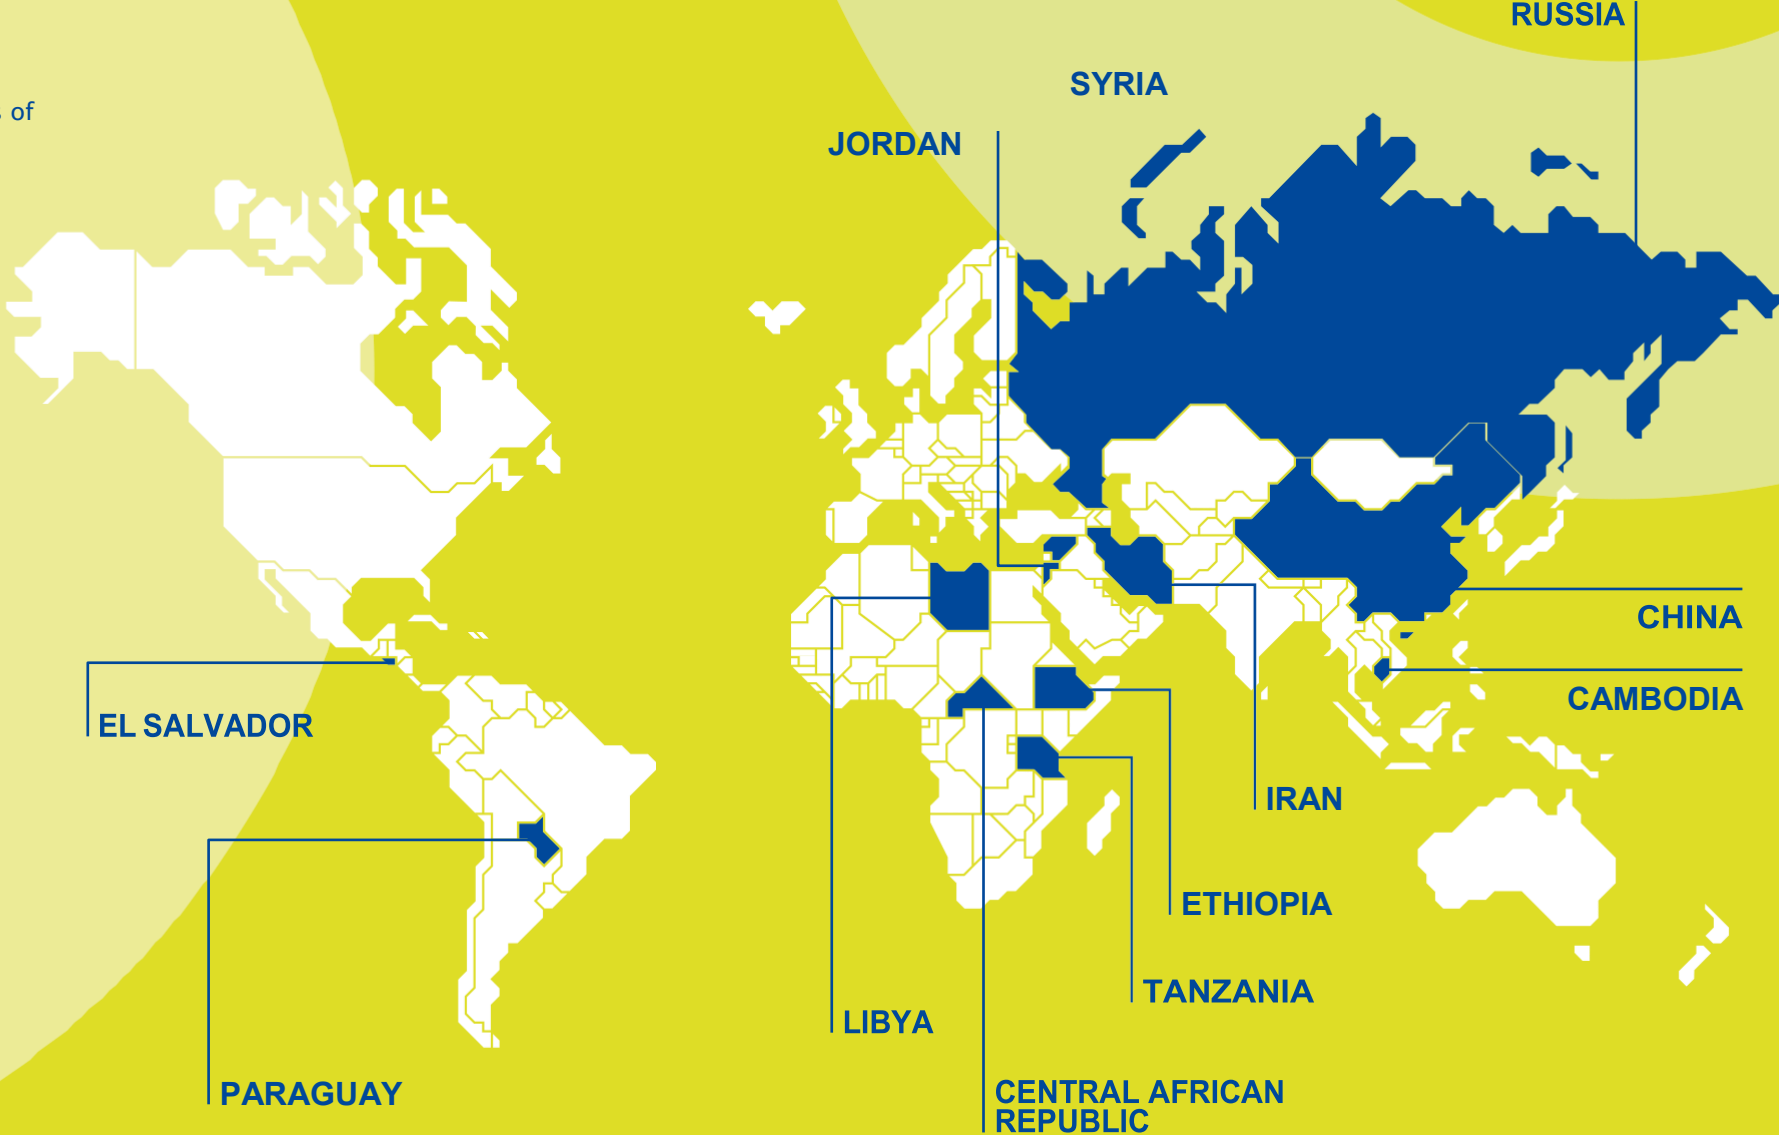 RUSSIA
SYRIA
of
JORDAN
CHINA
CAMBODIA
EL SALVADOR
IRAN
ETHIOPIA
TANZANIA
LIBYA
PARAGUAY
CENTRAL AFRICAN
REPUBLIC